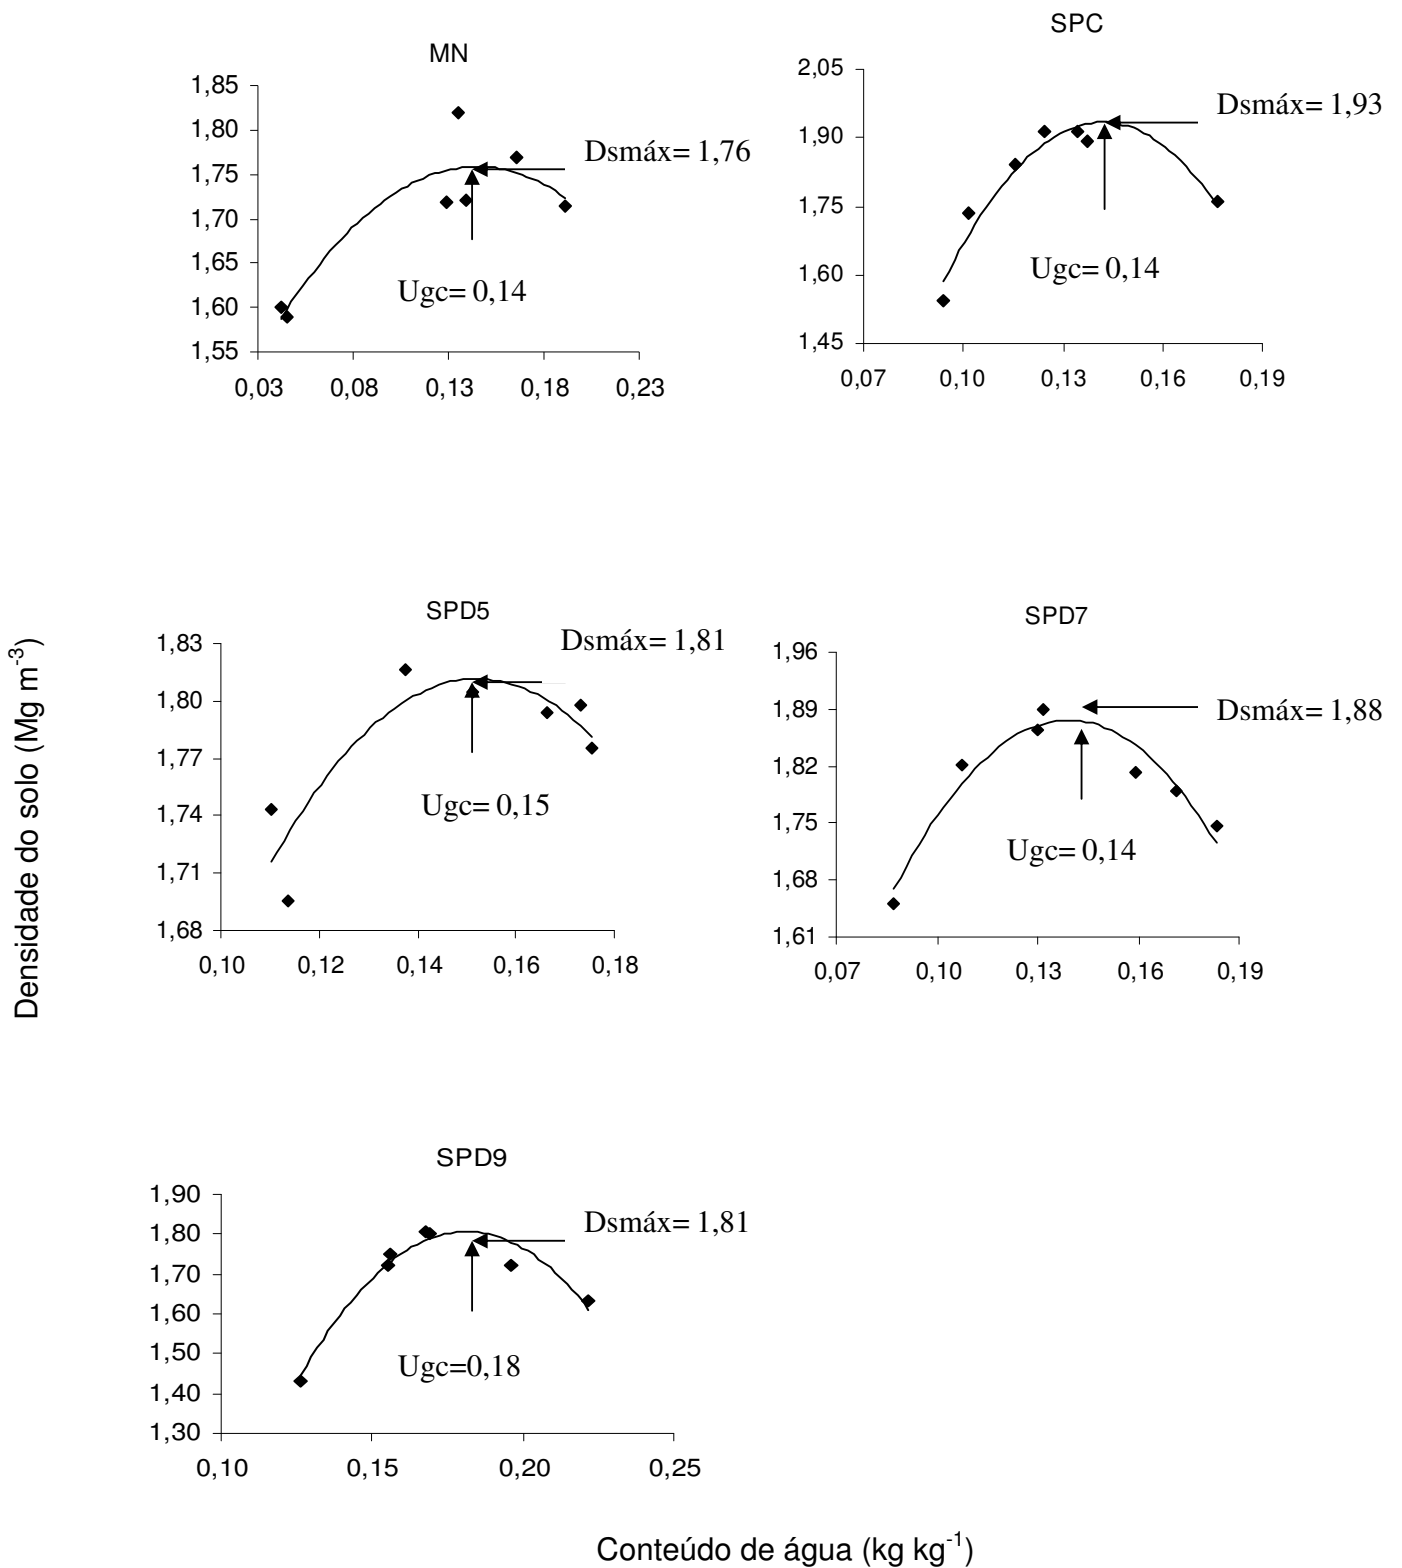 MN
1,85
1,80
1,75
1,70
1,65
1,60
1,55
0,03 0,08 0,13 0,18 0,23
Dsmáx= 1,76
Ugc= 0,14
SPC
2,05
1,90
1,75
1,60
1,45
0,07 0,10 0,13 0,16 0,19
Dsmáx= 1,93
Ugc= 0,14
Densidade do solo (Mg m-3)
SPD5
1,83
1,80
1,77
1,74
1,71
1,68
0,10 0,12 0,14 0,16 0,18
Dsmáx= 1,81
Ugc= 0,15
SPD7
1,96
1,89
1,82
1,75
1,68
1,61
0,07 0,10 0,13 0,16 0,19
Dsmáx= 1,88
Ugc= 0,14
SPD9
1,90
1,80
1,70
1,60
1,50
1,40
1,30
0,10 0,15 0,20 0,25
Dsmáx= 1,81
Ugc=0,18
Conteúdo de água (kg kg-1)